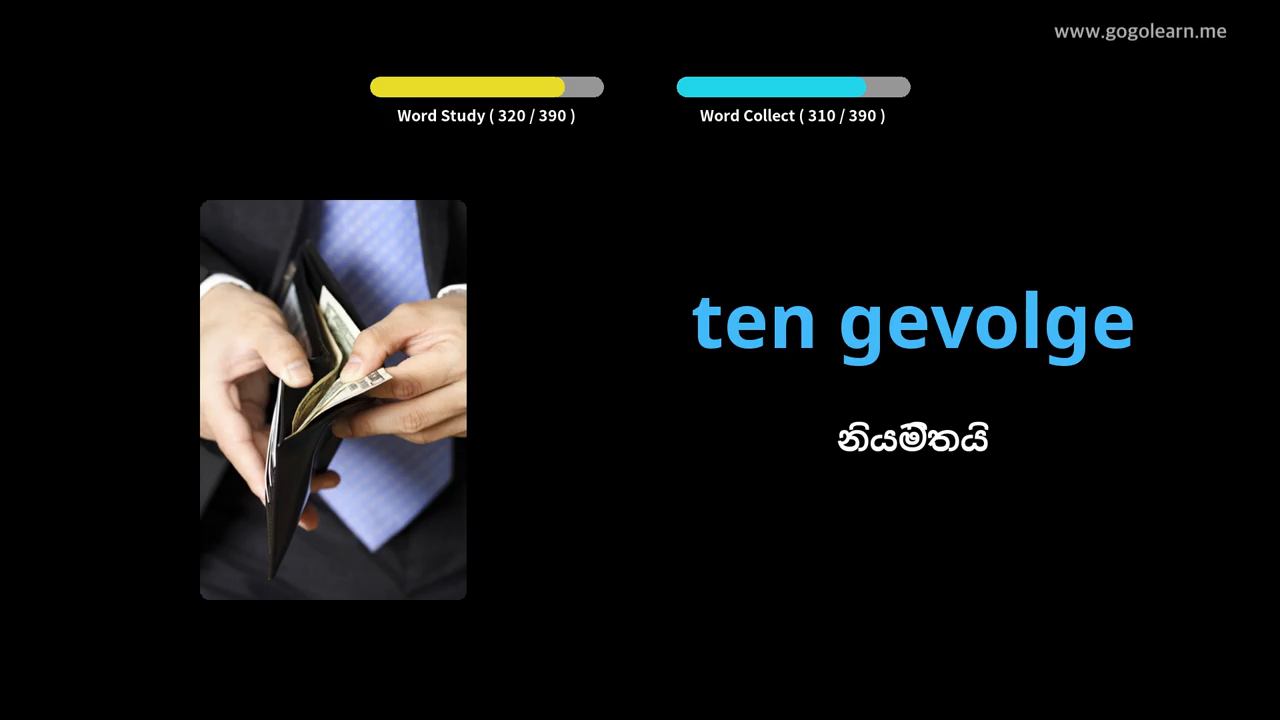 www.gogolearn.me
Word Study ( 320 / 390 )
Word Collect ( 310 / 390 )
ten gevolge
නියමිතයි